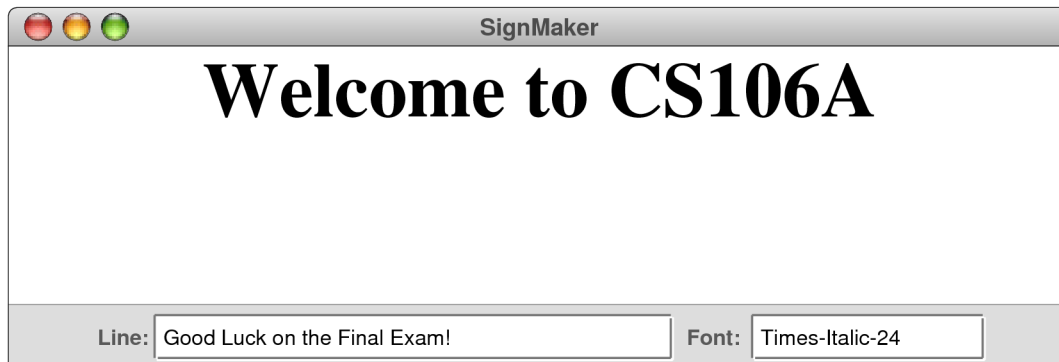 SignMaker
Welcome to CS106A
Line: Good Luck on the Final Exam! Font: Times-Italic-24